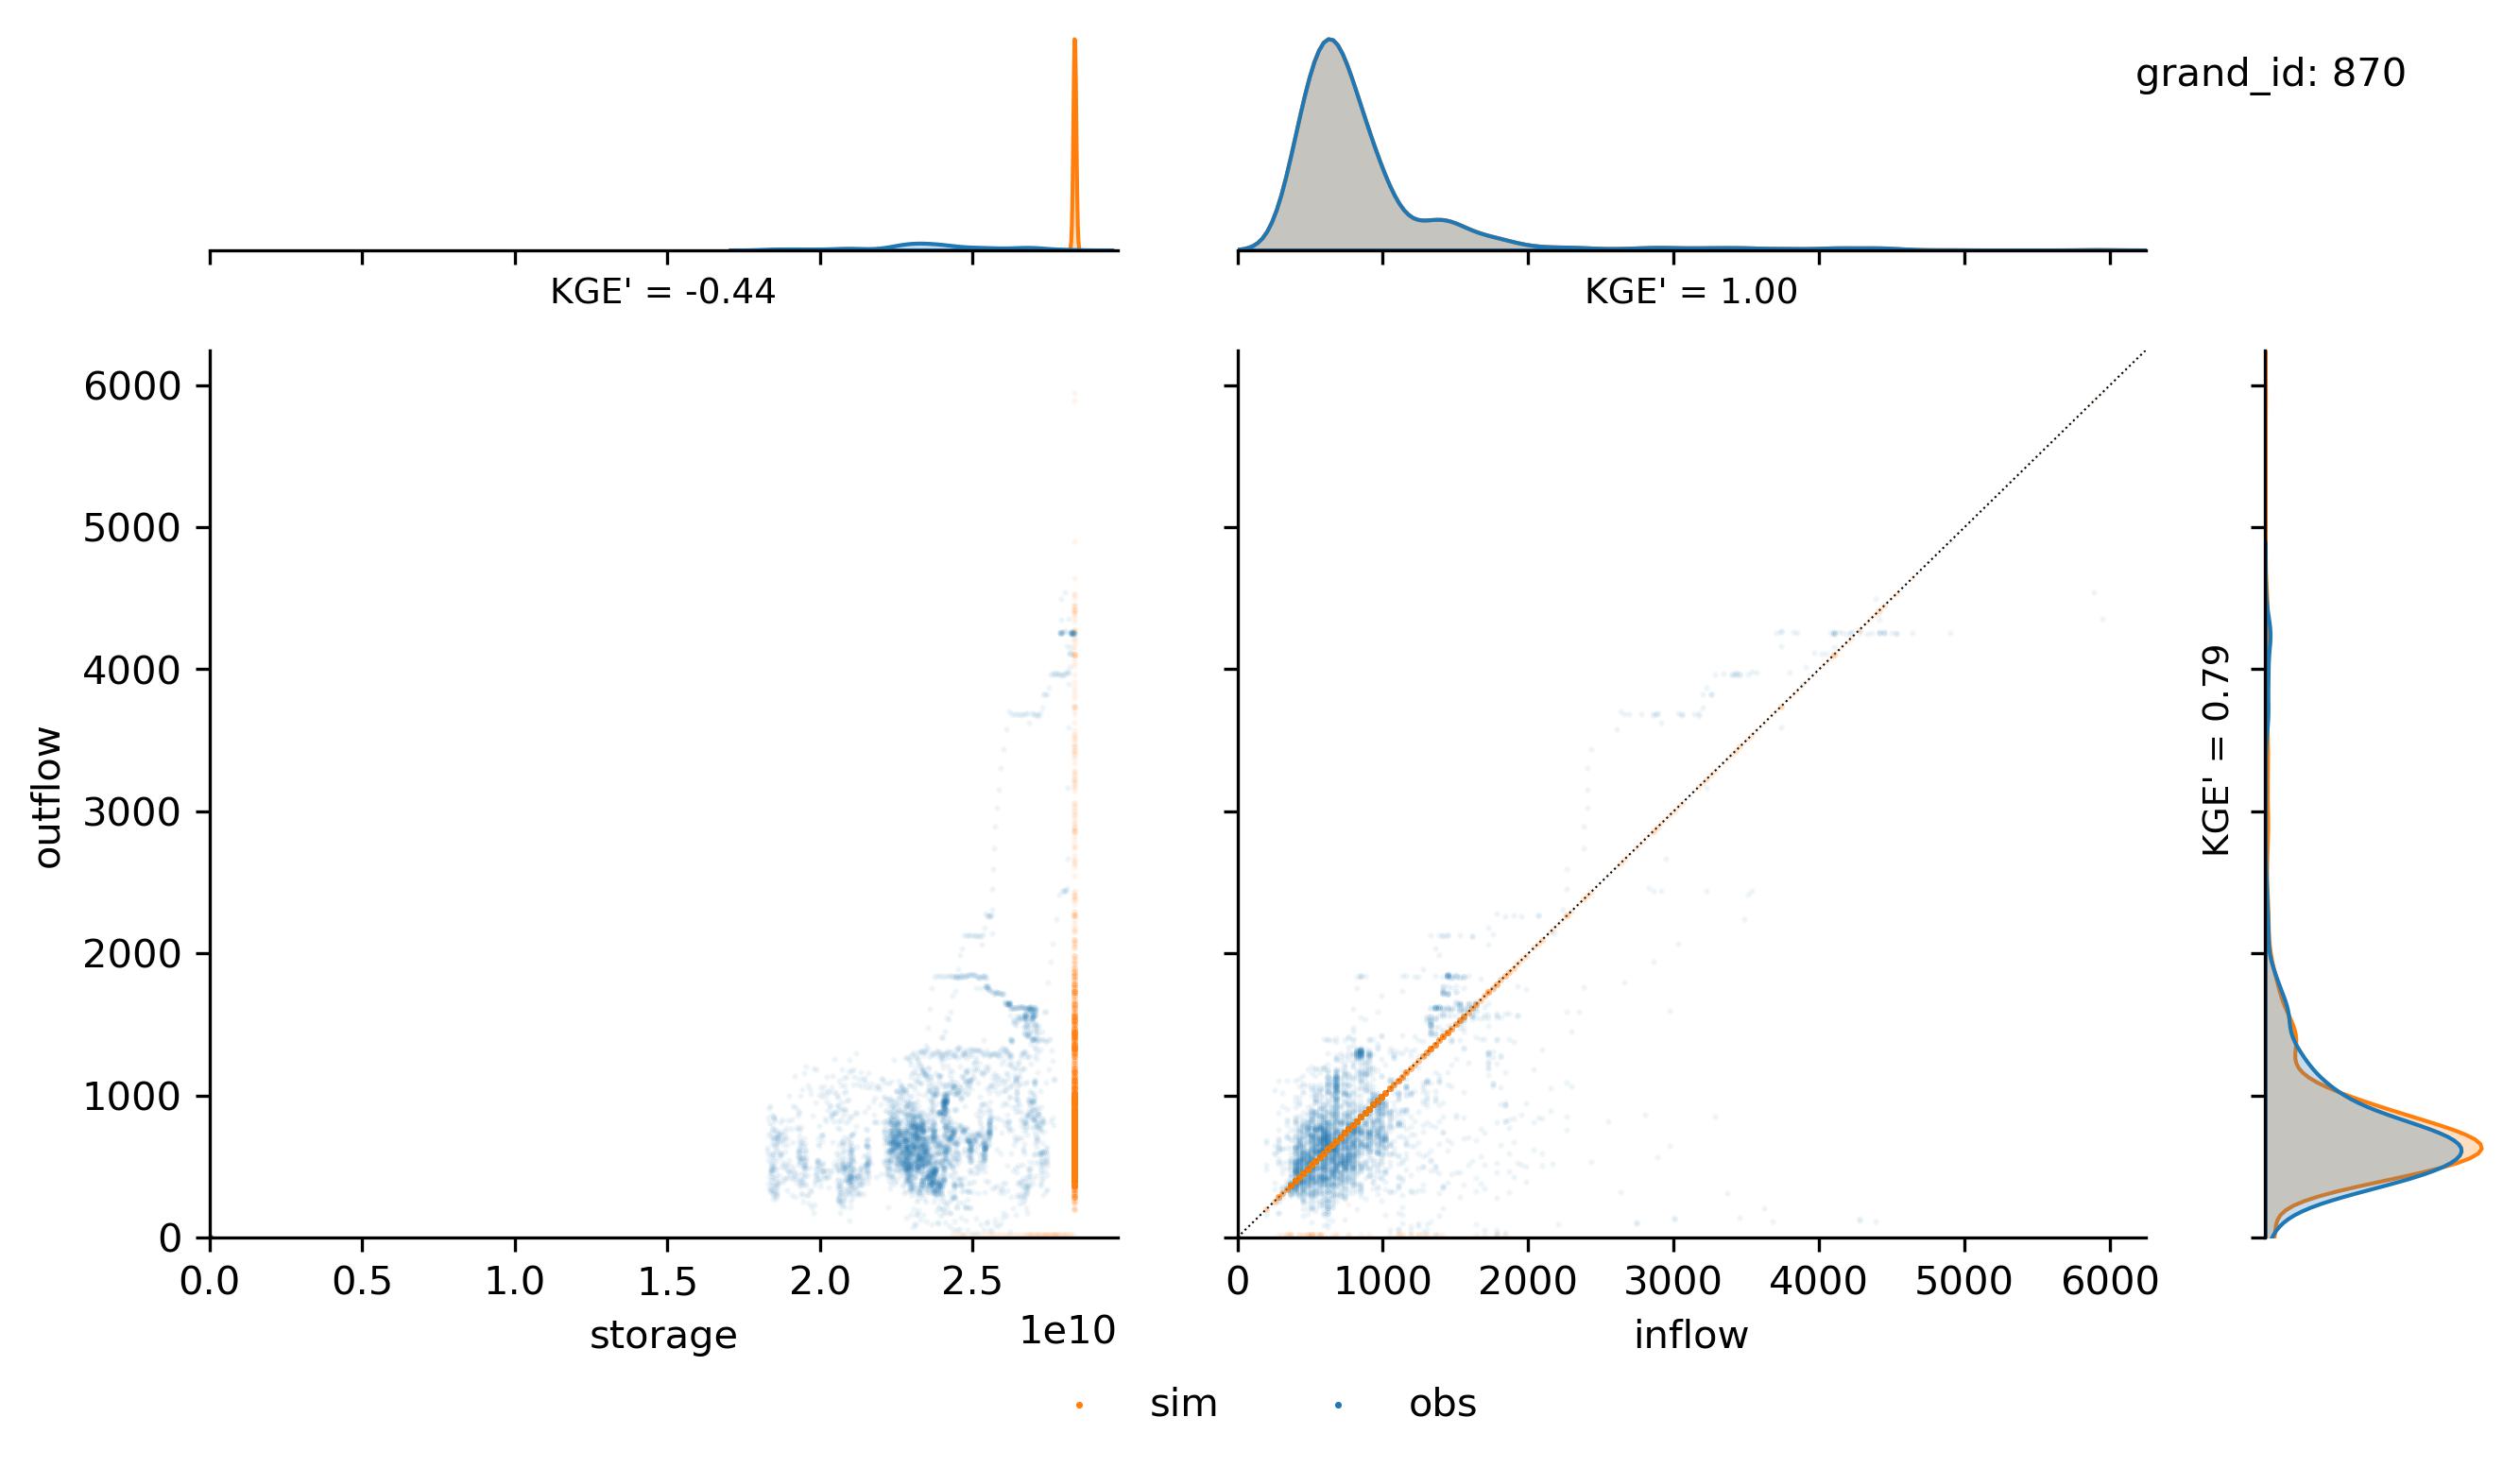 grand_id: 870
KGE' = -0.44
KGE' = 1.00
outflow
6000
5000
4000
3000
2000
1000
0
KGE' = 0.79
0.0 0.5 1.0 1.5 2.0 2.5
1e10
storage
0 1000 2000 3000 4000 5000 6000
inflow
sim obs